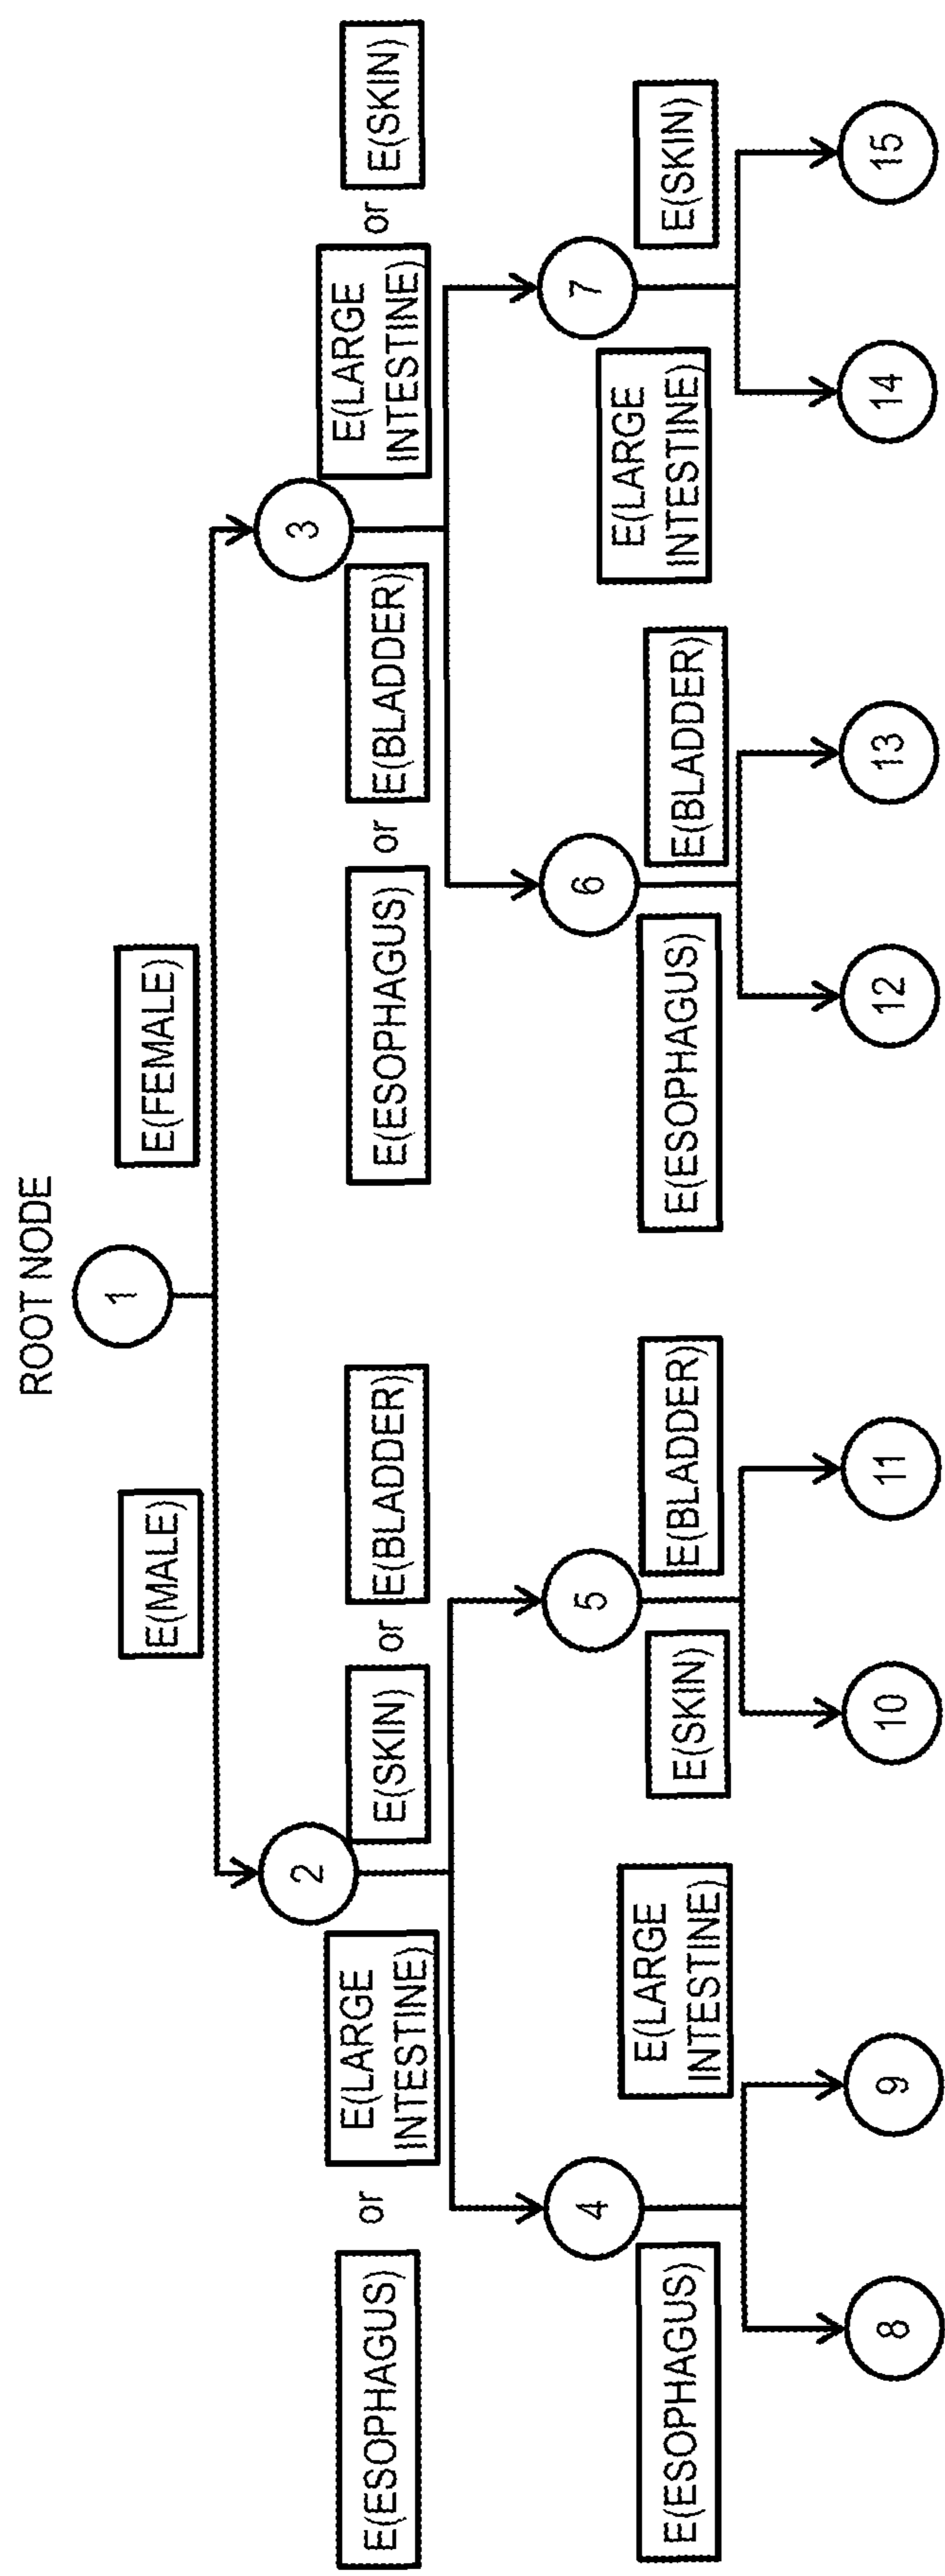 ROOT NODE
1
E(MALE)
E(FEMALE)
2
3
E(ESOPHAGUS)
or
E(LARGE
INTESTINE)
E(SKIN)
or
E(BLADDER)
E(ESOPHAGUS)
or
E(BLADDER)
E(LARGE
INTESTINE)
or
E(SKIN)
4
5
6
7
E(ESOPHAGUS)
E(LARGE
INTESTINE)
E(SKIN)
E(BLADDER)
E(ESOPHAGUS)
E(BLADDER)
E(LARGE
INTESTINE)
E(SKIN)
8
9
10
11
12
13
14
15